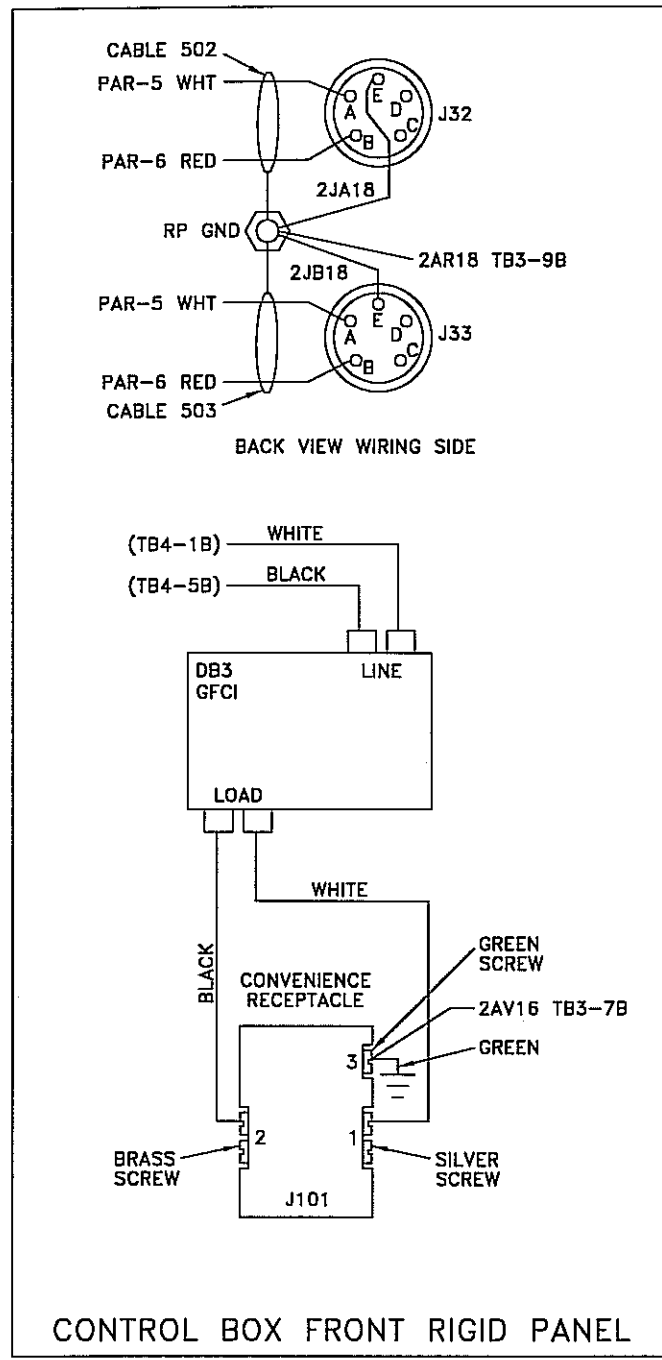 CABLE 502
PAR-5 WHT
A
E
D
C
B
J32
PAR-6 RED
2JA18
RP GND
2AR18 TB3-9B
2JB18
PAR-5 WHT
A
E
D
C
B
J33
PAR-6 RED
CABLE 503
BACK VIEW WIRING SIDE
(TB4-1B)
WHITE
(TB4-5B)
BLACK
DB3
GFCI
LINE
LOAD
WHITE
BLACK
CONVENIENCE
RECEPTACLE
GREEN
SCREW
2AV16 TB3-7B
3
GREEN
2
1
BRASS
SCREW
SILVER
SCREW
J101
CONTROL BOX FRONT RIGID PANEL